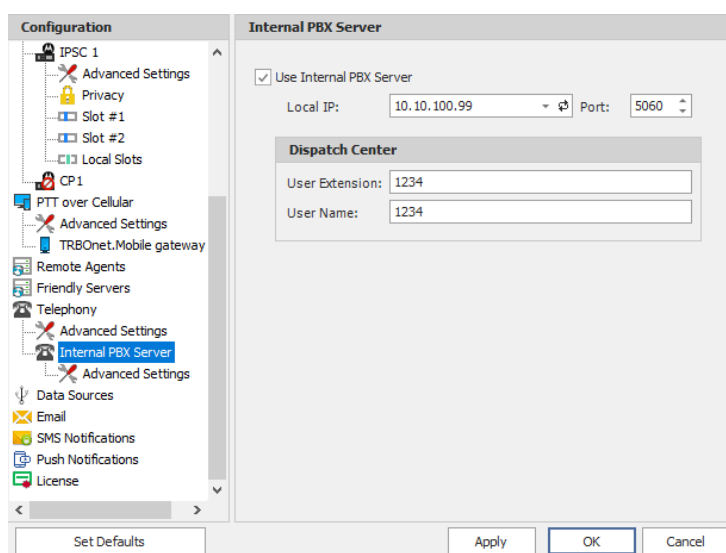 Configuration
IPSC 1
Advanced Settings
Privacy
Slot #1
Slot #2
Local Slots
CP1
PTT over Cellular
Advanced Settings
TRBOnet.Mobile gateway
Remote Agents
Friendly Servers
Telephony
Advanced Settings
Internal PBX Server
Advanced Settings
Data Sources
Email
SMS Notifications
Push Notifications
License
Set Defaults
Internal PBX Server
Use Internal PBX Server
Local IP: 10.10.100.99 Port: 5060
Dispatch Center
User Extension: 1234
User Name: 1234
Apply OK Cancel